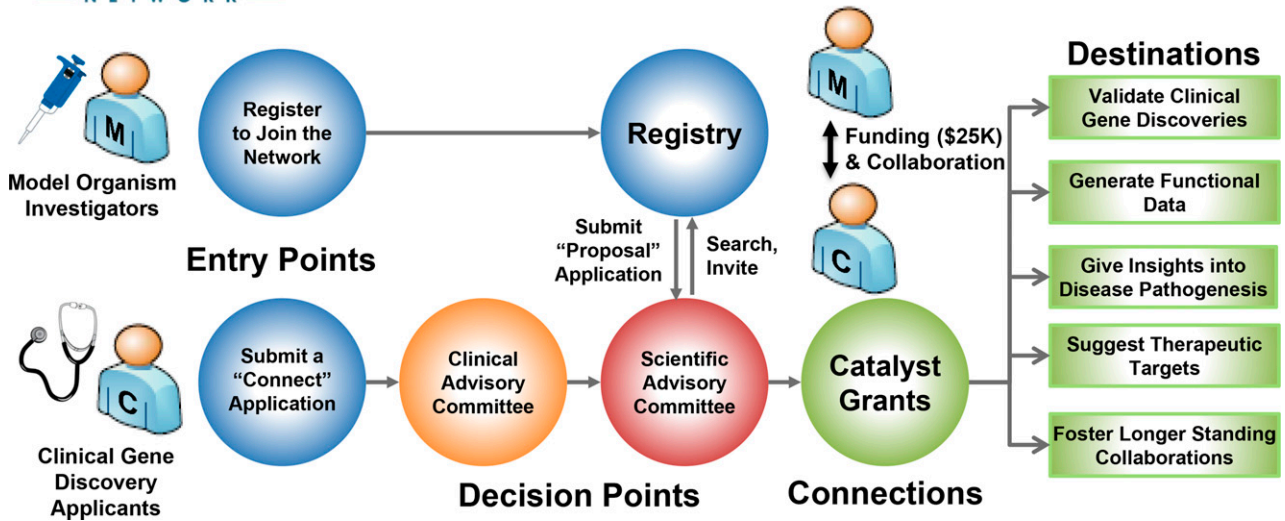 NETWORK
M
Model Organism
Investigators
Register
to Join the
Network
Registry
M
Funding ($25K)
& Collaboration
C
Destinations
Validate Clinical
Gene Discoveries
Generate Functional
Data
Give Insights into
Disease Pathogenesis
Suggest Therapeutic
Targets
Foster Longer Standing
Collaborations
Entry Points
Submit
“Proposal”
Application
Search,
Invite
C
Clinical Gene
Discovery
Applicants
Submit a
“Connect”
Application
Clinical
Advisory
Committee
Scientific
Advisory
Committee
Catalyst
Grants
Decision Points
Connections